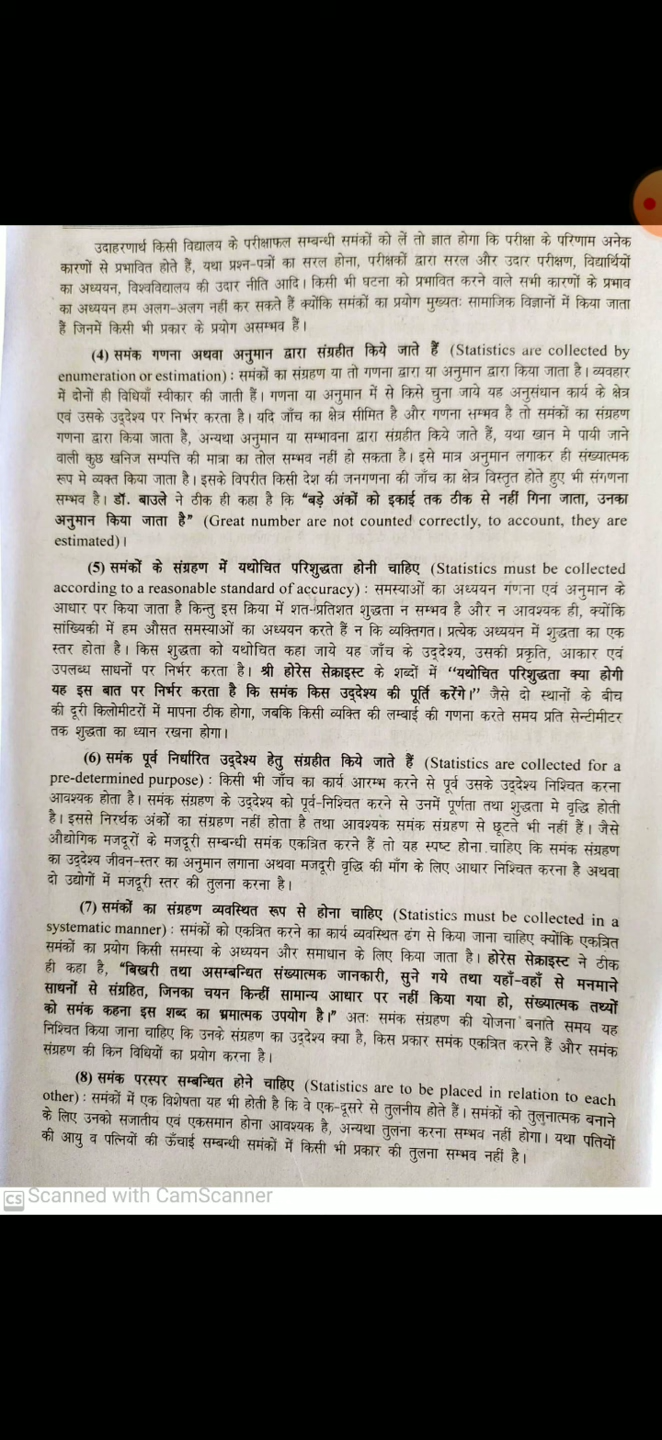 उदाहरणार्थ किसी विद्यालय के परीक्षाफल सम्बन्धी समंकों को लें तो ज्ञात होगा कि परीक्षा के परिणाम अनेक
कारणों से प्रभावित होते हैं, यथा प्रश्न-पत्रों का सरल होना, परीक्षकों द्वारा सरल और उदार परीक्षण, विद्यार्थियों
का अध्ययन, विश्वविद्यालय की उदार नीति आदि। किसी भी घटना को प्रभावित करने वाले सभी कारणों के प्रभाव
का अध्ययन हम अलग-अलग नहीं कर सकते हैं क्योंकि समंकों का प्रयोग मुख्यतः सामाजिक विज्ञानों में किया जाता
हैं जिनमें किसी भी प्रकार के प्रयोग असम्भव हैं।
(4) समंक गणना अथवा अनुमान द्वारा संग्रहीत किये जाते हैं (Statistics are collected by
enumeration or estimation) : समंकों का संग्रहण या तो गणना द्वारा या अनुमान द्वारा किया जाता है। व्यवहार
में दोनों ही विधियाँ स्वीकार की जाती हैं। गणना या अनुमान में से किसे चुना जाये यह अनुसंधान कार्य के क्षेत्र
एवं उसके उद्देश्य पर निर्भर करता है। यदि जाँच का क्षेत्र सीमित है और गणना सम्भव है तो समंकों का संग्रहण
गणना द्वारा किया जाता है, अन्यथा अनुमान या सम्भावना द्वारा संग्रहीत किये जाते हैं, यथा खान मे पायी जाने
वाली कुछ खनिज सम्पत्ति की मात्रा का तोल सम्भव नहीं हो सकता है। इसे मात्र अनुमान लगाकर ही संख्यात्मक
रूप मे व्यक्त किया जाता है। इसके विपरीत किसी देश की जनगणना की जाँच का क्षेत्र विस्तृत होते हुए भी संगणना
सम्भव है। डॉ. बाउले ने ठीक ही कहा है कि “बड़े अंकों को इकाई तक ठीक से नहीं गिना जाता, उनका
अनुमान किया जाता है” (Great number are not counted correctly, to account, they are
estimated)।
(5) समंकों के संग्रहण में यथोचित परिशुद्धता होनी चाहिए (Statistics must be collected
according to a reasonable standard of accuracy) : समस्याओं का अध्ययन गणना एवं अनुमान के
आधार पर किया जाता है किन्तु इस क्रिया में शत-प्रतिशत शुद्धता न सम्भव है और न आवश्यक ही, क्योंकि
सांख्यिकी में हम औसत समस्याओं का अध्ययन करते हैं न कि व्यक्तिगत। प्रत्येक अध्ययन में शुद्धता का एक
स्तर होता है। किस शुद्धता को यथोचित कहा जाये यह जाँच के उद्देश्य, उसकी प्रकृति, आकार एवं
उपलब्ध साधनों पर निर्भर करता है। श्री होरेस सेक्राइस्ट के शब्दों में “यथोचित परिशुद्धता क्या होगी
यह इस बात पर निर्भर करता है कि समंक किस उद्देश्य की पूर्ति करेंगे।” जैसे दो स्थानों के बीच
की दूरी किलोमीटरों में मापना ठीक होगा, जबकि किसी व्यक्ति की लम्बाई की गणना करते समय प्रति सेन्टीमीटर
तक शुद्धता का ध्यान रखना होगा।
(6) समंक पूर्व निर्धारित उद्देश्य हेतु संग्रहीत किये जाते हैं (Statistics are collected for a
pre-determined purpose) : किसी भी जाँच का कार्य आरम्भ करने से पूर्व उसके उद्देश्य निश्चित करना
आवश्यक होता है। समंक संग्रहण के उद्देश्य को पूर्व-निश्चित करने से उनमें पूर्णता तथा शुद्धता मे वृद्धि होती
है। इससे निरर्थक अंकों का संग्रहण नहीं होता है तथा आवश्यक समंक संग्रहण से छूटते भी नहीं हैं। जैसे
औद्योगिक मजदूरों के मजदूरी सम्बन्धी समंक एकत्रित करने हैं तो यह स्पष्ट होना चाहिए कि समंक संग्रहण
का उद्देश्य जीवन-स्तर का अनुमान लगाना अथवा मजदूरी वृद्धि की माँग के लिए आधार निश्चित करना है अथवा
दो उद्योगों में मजदूरी स्तर की तुलना करना है।
(7) समंकों का संग्रहण व्यवस्थित रूप से होना चाहिए (Statistics must be collected in a
systematic manner) : समंकों को एकत्रित करने का कार्य व्यवस्थित ढंग से किया जाना चाहिए क्योंकि एकत्रित
समंकों का प्रयोग किसी समस्या के अध्ययन और समाधान के लिए किया जाता है। होरेस सेक्राइस्ट ने ठीक
ही कहा है, “बिखरी तथा असम्बन्धित संख्यात्मक जानकारी, सुने गये तथा यहाँ-वहाँ से मनमाने
साधनों से संग्रहित, जिनका चयन किन्हीं सामान्य आधार पर नहीं किया गया हो, संख्यात्मक तथ्यों
को समंक कहना इस शब्द का भ्रमात्मक उपयोग है।” अतः समंक संग्रहण की योजना बनाते समय यह
निश्चित किया जाना चाहिए कि उनके संग्रहण का उद्देश्य क्या है, किस प्रकार समंक एकत्रित करने हैं और समंक
संग्रहण की किन विधियों का प्रयोग करना है।
(8) समंक परस्पर सम्बन्धित होने चाहिए (Statistics are to be placed in relation to each
other) : समंकों में एक विशेषता यह भी होती है कि वे एक-दूसरे से तुलनीय होते हैं। समंकों को तुलनात्मक बनाने
के लिए उनको सजातीय एवं एकसमान होना आवश्यक है, अन्यथा तुलना करना सम्भव नहीं होगा। यथा पतियों
की आयु व पत्नियों की ऊँचाई सम्बन्धी समंकों में किसी भी प्रकार की तुलना सम्भव नहीं है।
CS Scanned with CamScanner